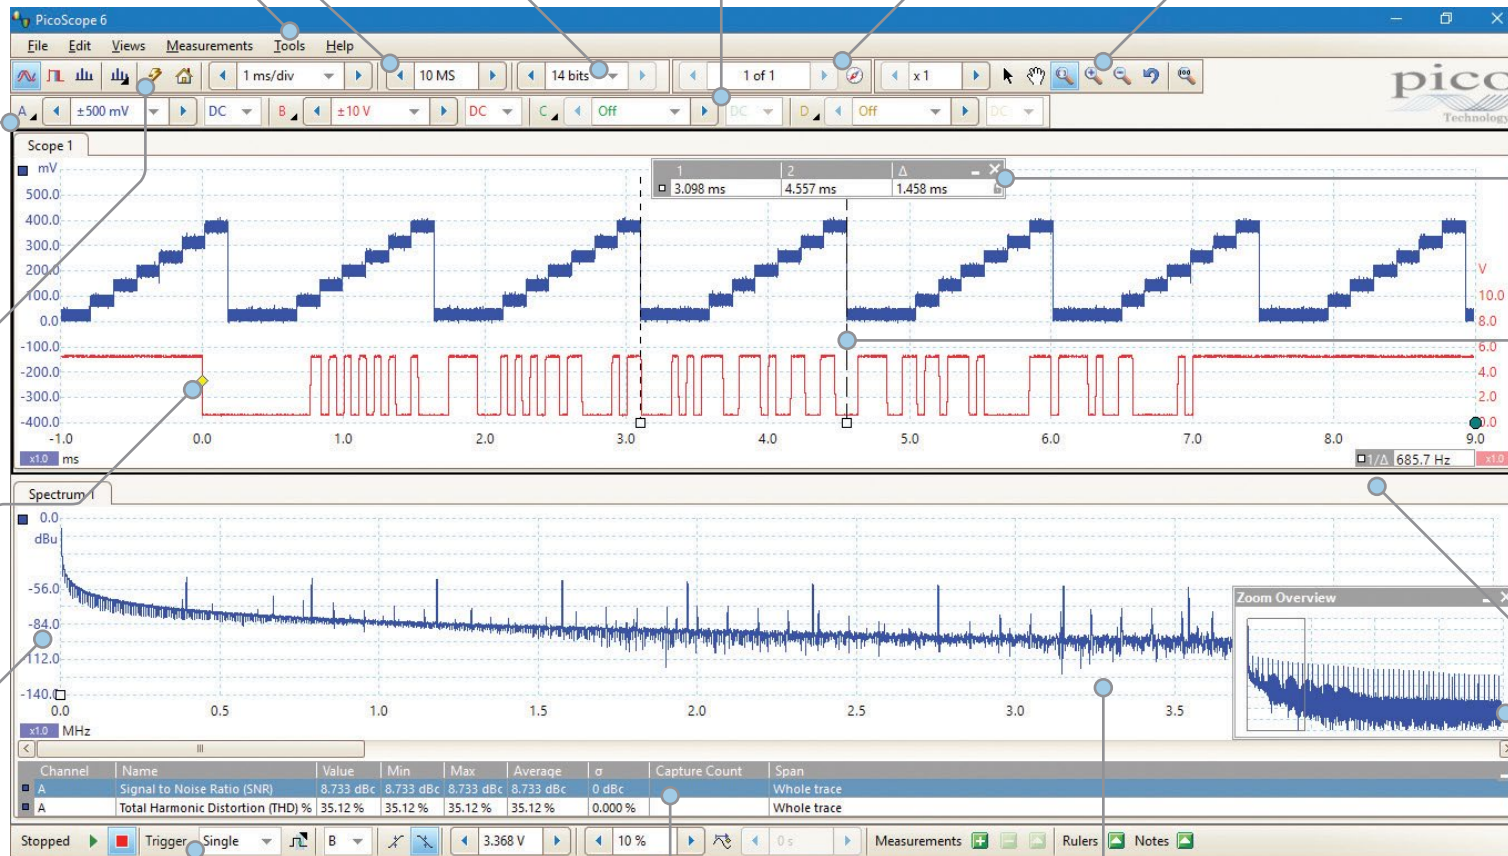 PicoScope 6
File Edit Views Measurements Tools Help
1 ms/div 10 MS 14 bits 1 of 1 x 1
pico
Technology
A ±500 mV DC B ±10 V DC C Off DC D Off DC
Scope 1
mV
500.0
400.0
300.0
200.0
100.0
0.0
-100.0
-200.0
-300.0
-400.0
1 2 Δ
3.098 ms 4.557 ms 1.458 ms
V
10.0
8.0
6.0
4.0
2.0
0.0
-1.0 0.0 1.0 2.0 3.0 4.0 5.0 6.0 7.0 8.0 9.0
x1.0 ms 1/Δ 685.7 Hz x1.0
Spectrum 1
0.0
dBu
-56.0
-84.0
-112.0
-140.0
Zoom Overview
0.0 0.5 1.0 1.5 2.0 2.5 3.0 3.5
x1.0 MHz
Channel Name Value Min Max Average σ Capture Count Span
A Signal to Noise Ratio (SNR) 8.733 dBc 8.733 dBc 8.733 dBc 8.733 dBc 0 dBc Whole trace
A Total Harmonic Distortion (THD) % 35.12 % 35.12 % 35.12 % 35.12 % 0.000 % Whole trace
Stopped Trigger Single B 3.368 V 10 % 0 s Measurements Rulers Notes